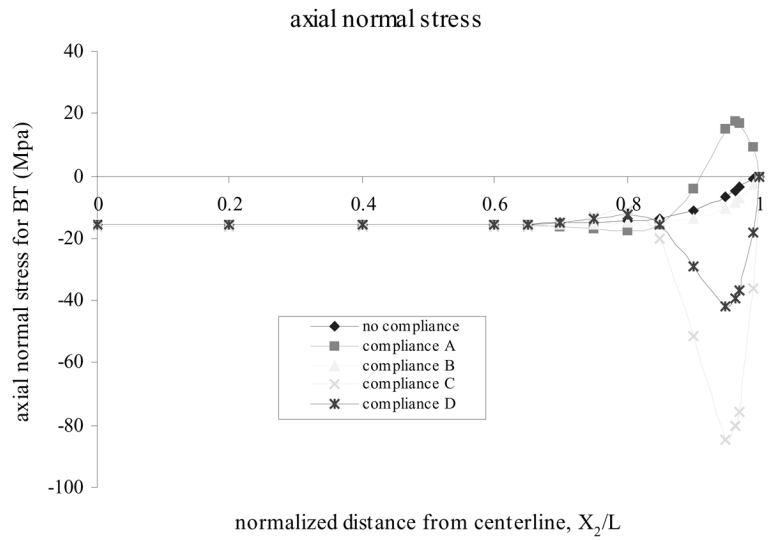 axial normal stress
40
20
0
-20
-40
-60
-80
-100
0
0.2
0.4
0.6
0.8
1
axial normal stress for BT (Mpa)
no compliance
compliance A
compliance B
compliance C
compliance D
normalized distance from centerline, X₂/L